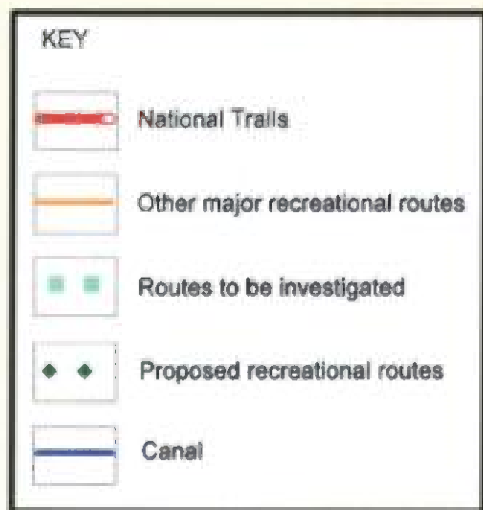 KEY
National Trails
Other major recreational routes
Routes to be investigated
Proposed recreational routes
Canal